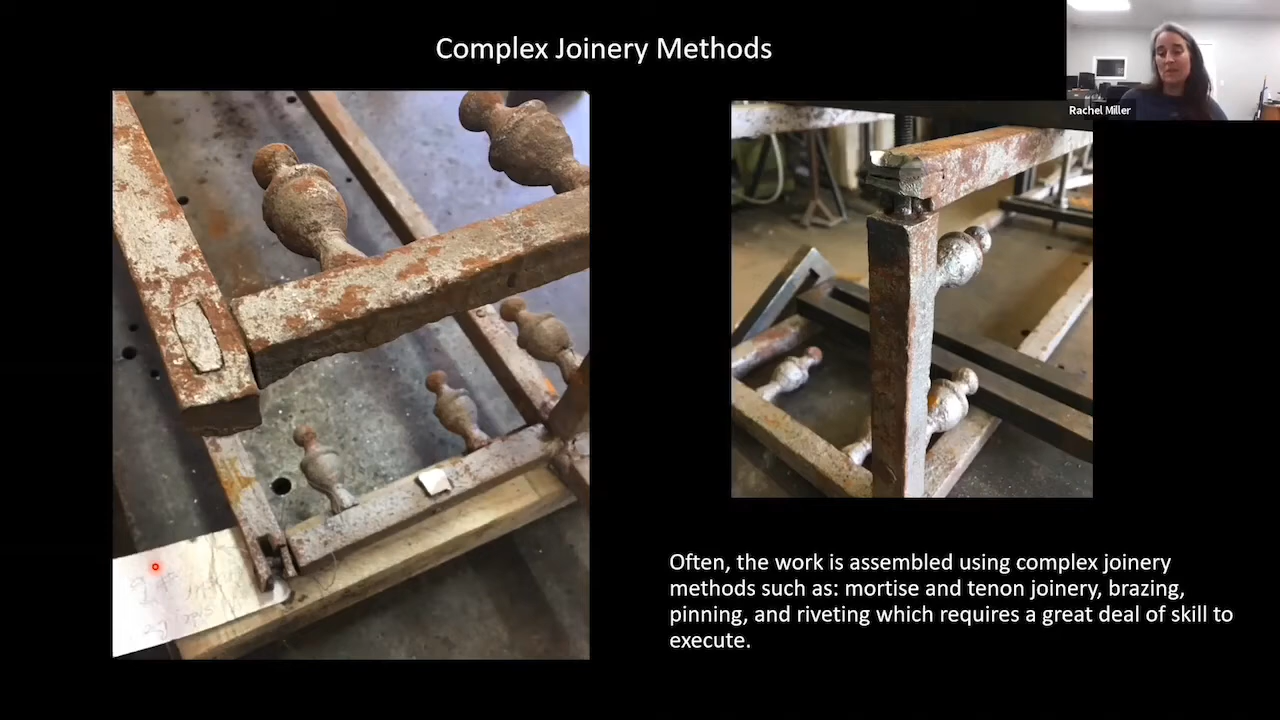 Complex Joinery Methods
Rachel Miller
Often, the work is assembled using complex joinery
methods such as: mortise and tenon joinery, brazing,
pinning, and riveting which requires a great deal of skill to
execute.